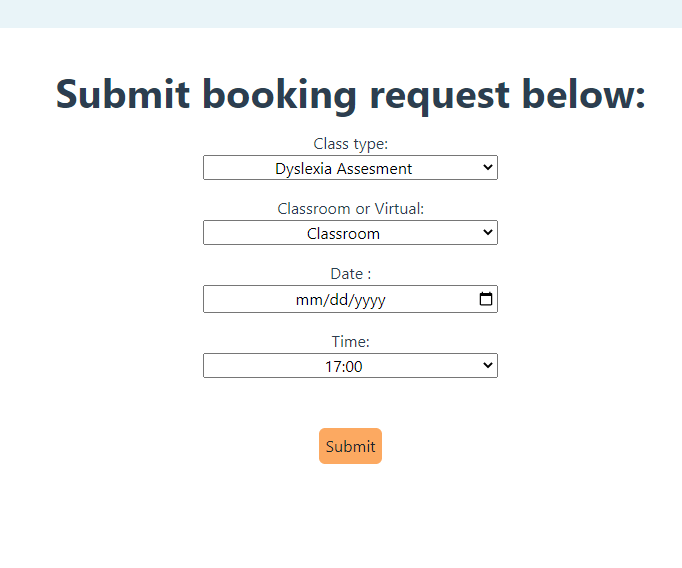 Submit booking request below:
Class type:
Dyslexia Assesment
Classroom or Virtual:
Classroom
Date :
mm/dd/yyyy
Time:
17:00
Submit